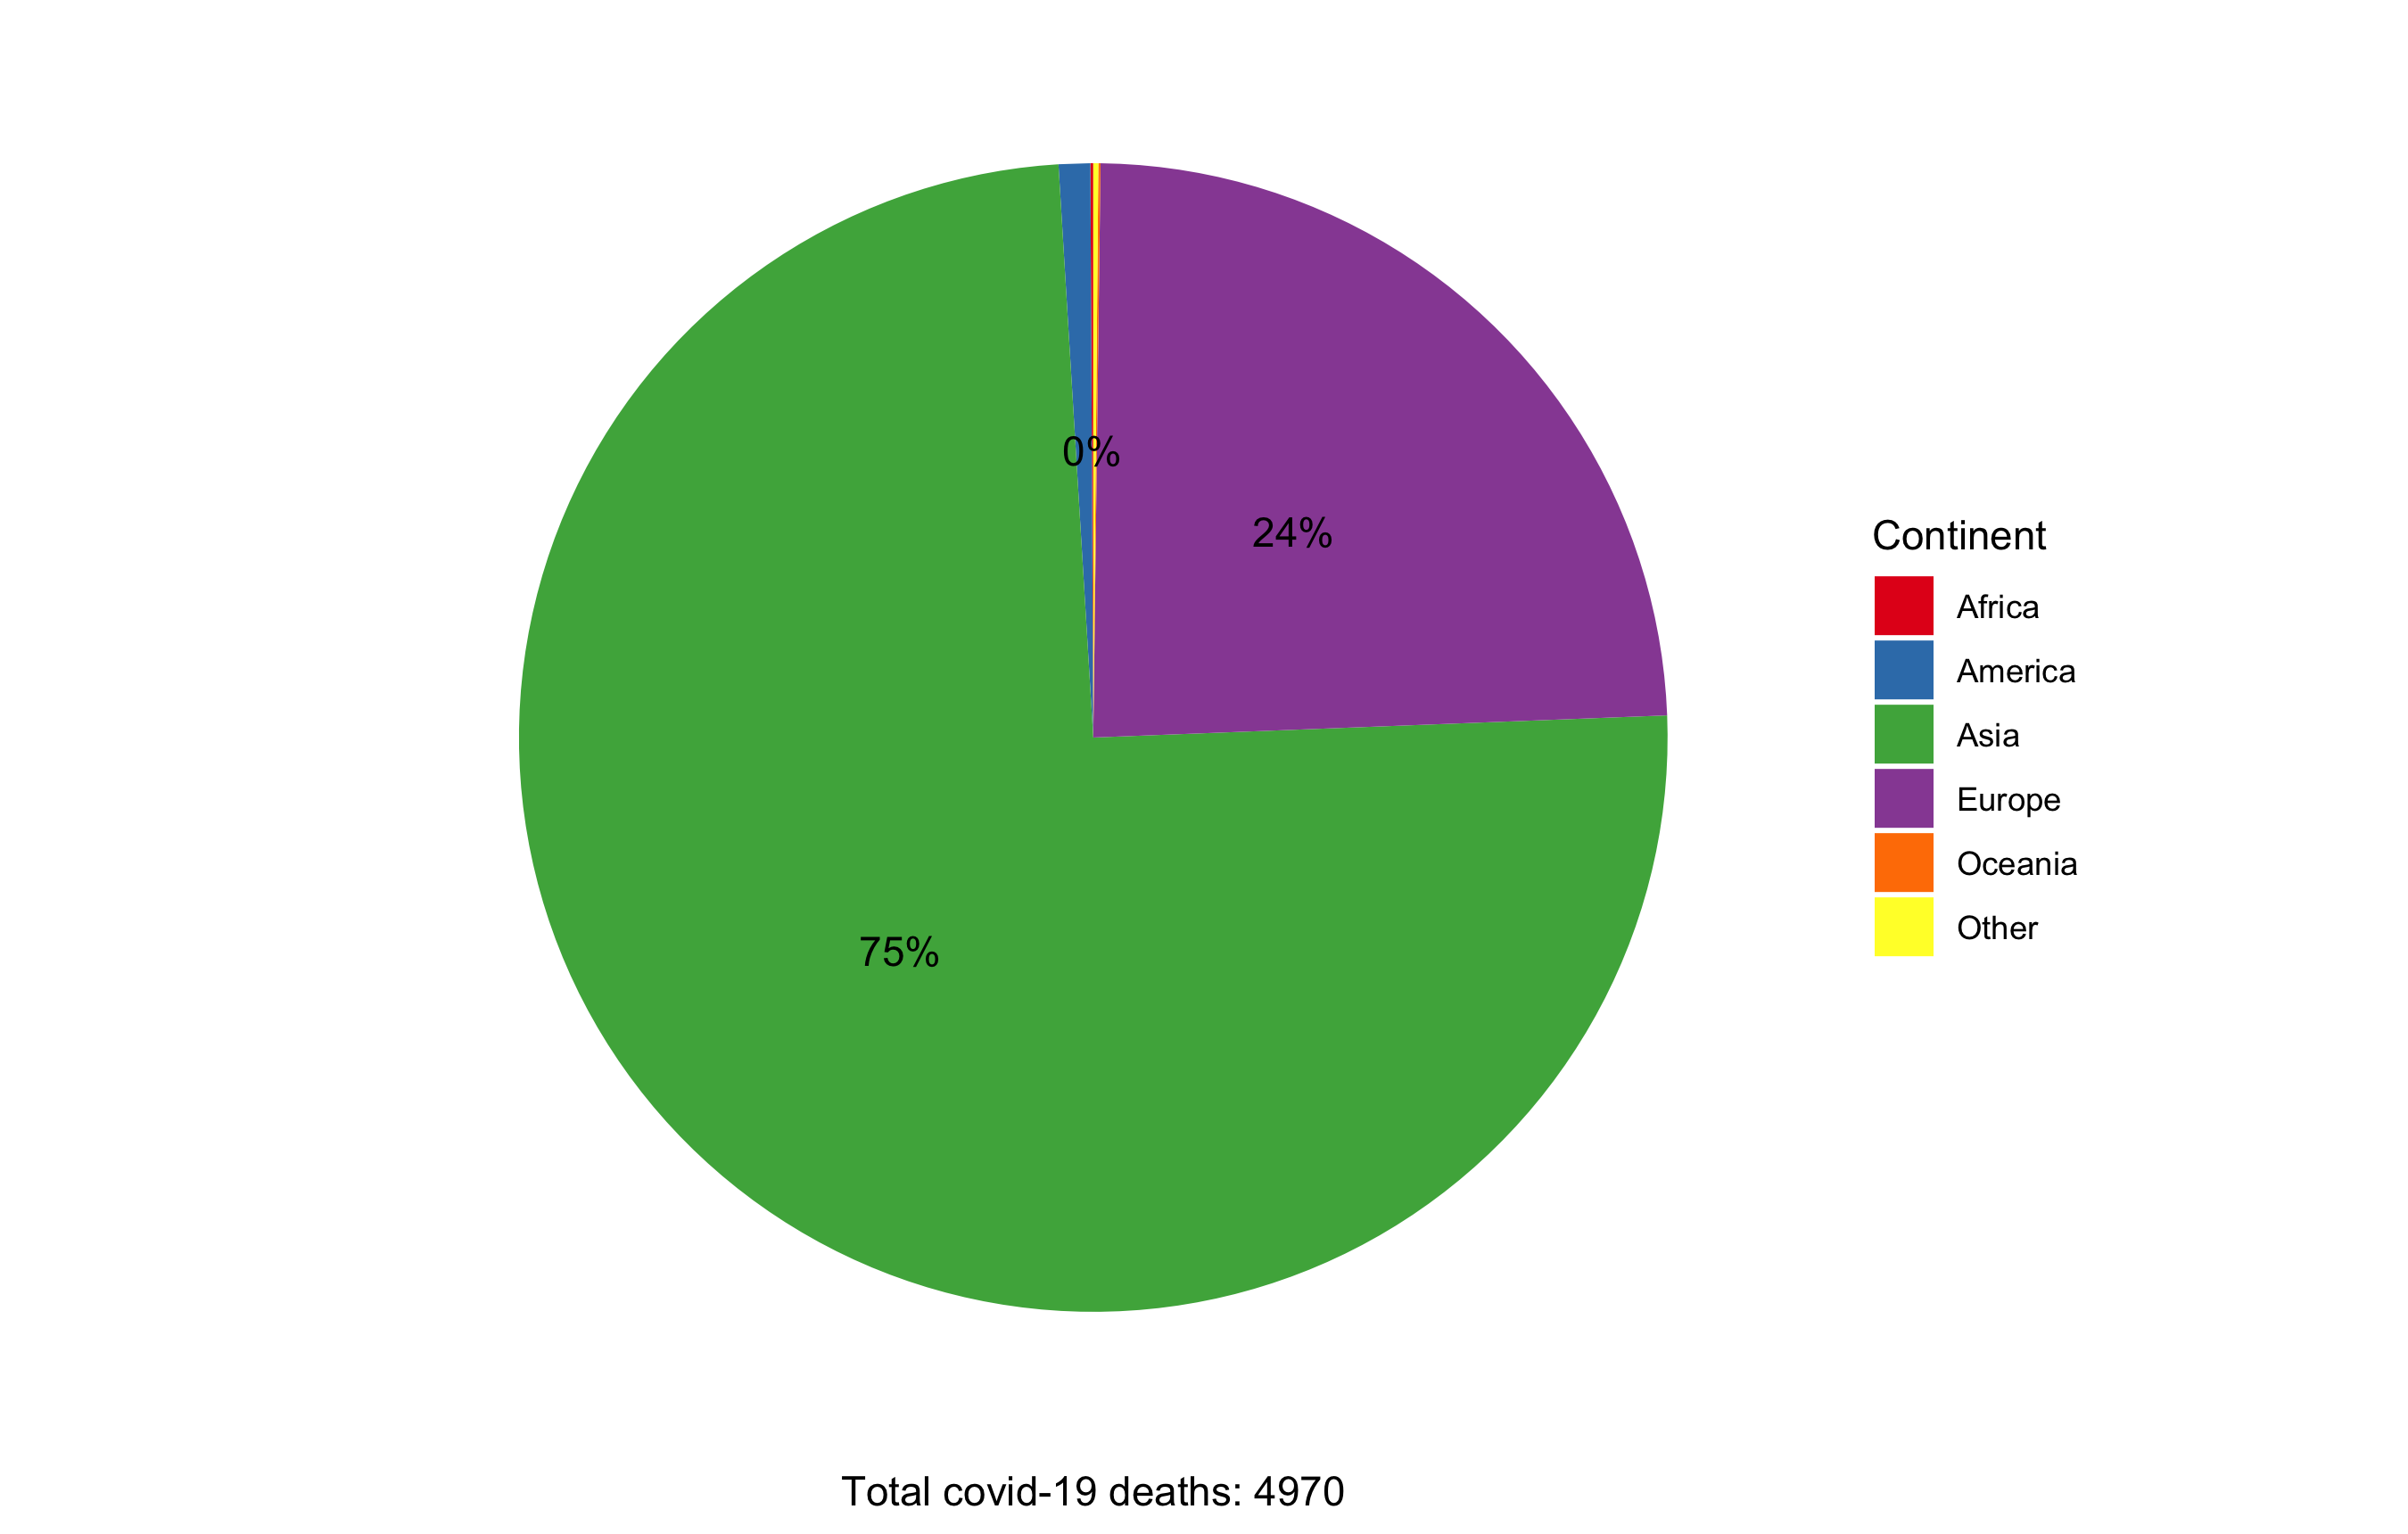 0%
24%
75%
Continent
Africa
America
Asia
Europe
Oceania
Other
Total covid-19 deaths: 4970